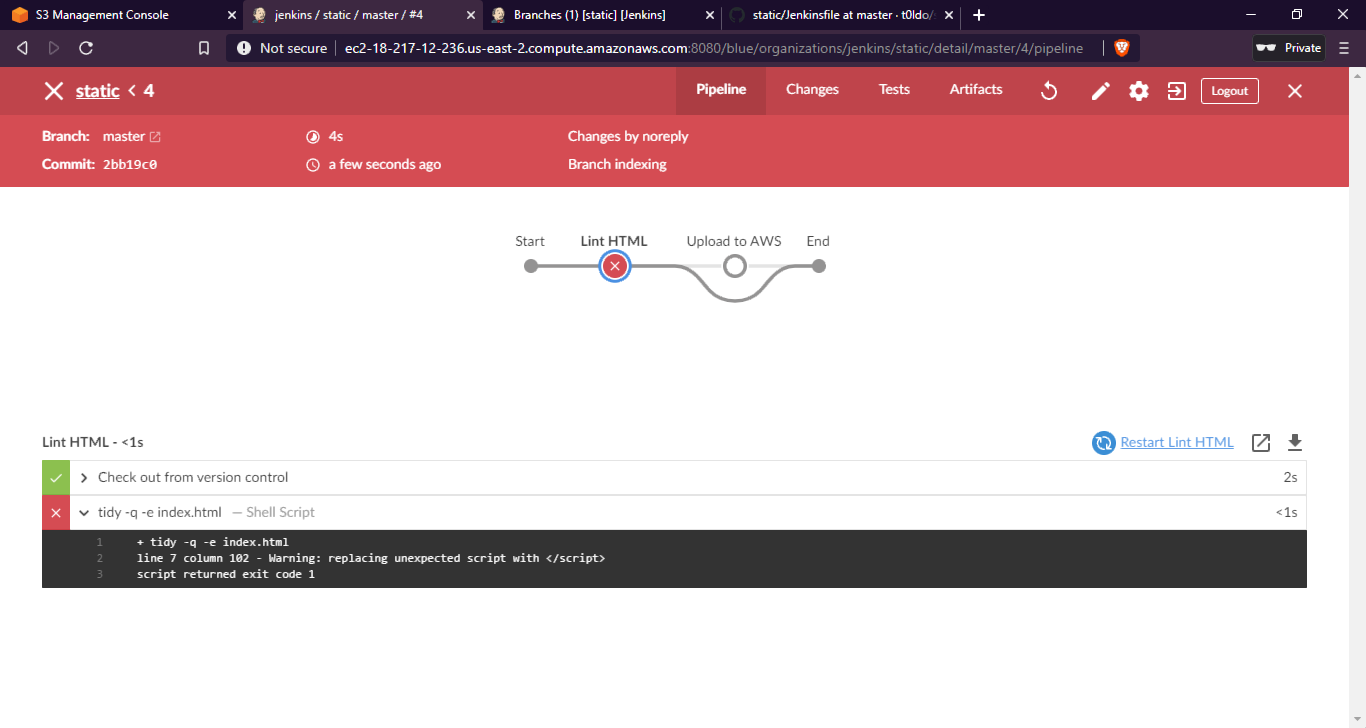 S3 Management Console
jenkins / static / master / #4
Branches (1) [static] [Jenkins]
static/Jenkinsfile at master · t0ldo/
Not secure
ec2-18-217-12-236.us-east-2.compute.amazonaws.com:8080/blue/organizations/jenkins/static/detail/master/4/pipeline
Private
static < 4
Pipeline
Changes
Tests
Artifacts
Logout
Branch: master
4s
Changes by noreply
Commit: 2bb19c0
a few seconds ago
Branch indexing
Start
Lint HTML
Upload to AWS
End
Lint HTML - <1s
Restart Lint HTML
Check out from version control
2s
tidy -q -e index.html — Shell Script
<1s
1 + tidy -q -e index.html
2 line 7 column 102 - Warning: replacing unexpected script with </script>
3 script returned exit code 1